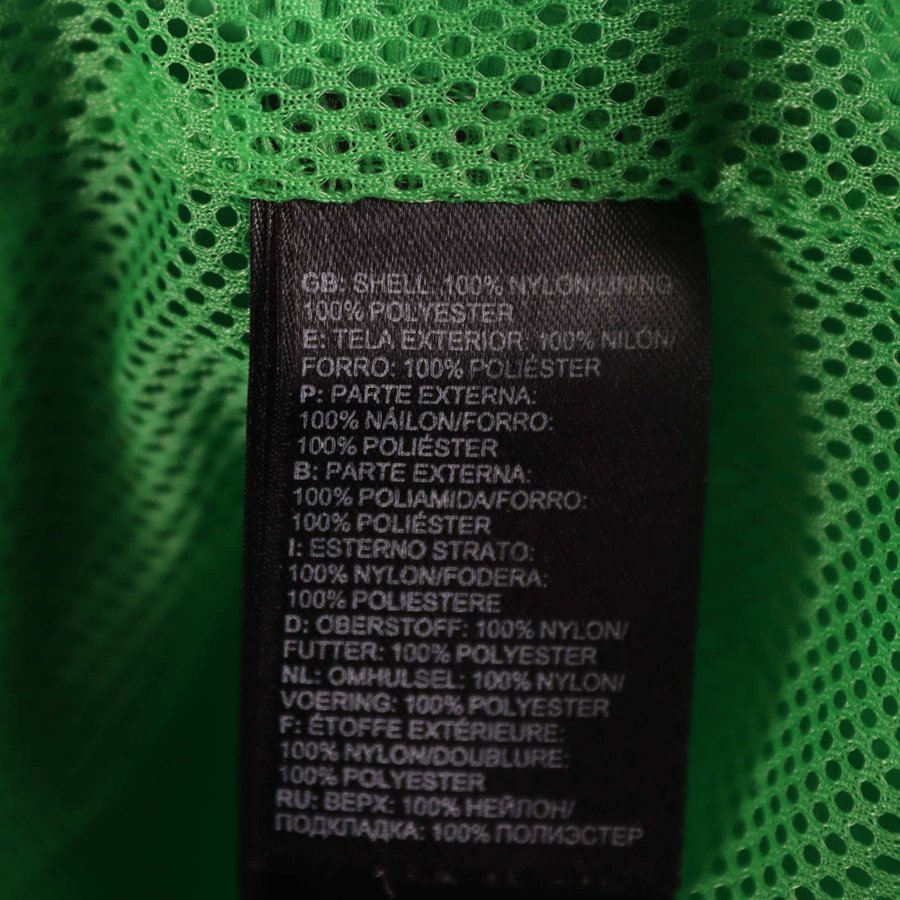 GB: SHELL: 100% NYLON/LINING:
100% POLYESTER
E: TELA EXTERIOR: 100% NILÓN/
FORRO: 100% POLIÉSTER
P: PARTE EXTERNA:
100% NÁILON/FORRO:
100% POLIÉSTER
B: PARTE EXTERNA:
100% POLIAMIDA/FORRO:
100% POLIÉSTER
I: ESTERNO STRATO:
100% NYLON/FODERA:
100% POLIESTERE
D: OBERSTOFF: 100% NYLON/
FUTTER: 100% POLYESTER
NL: OMHULSEL: 100% NYLON/
VOERING: 100% POLYESTER
F: ÉTOFFE EXTÉRIEURE:
100% NYLON/DOUBLURE:
100% POLYESTER
RU: ВЕРХ: 100% НЕЙЛОН/
ПОДКЛАДКА: 100% ПОЛИЭСТЕР